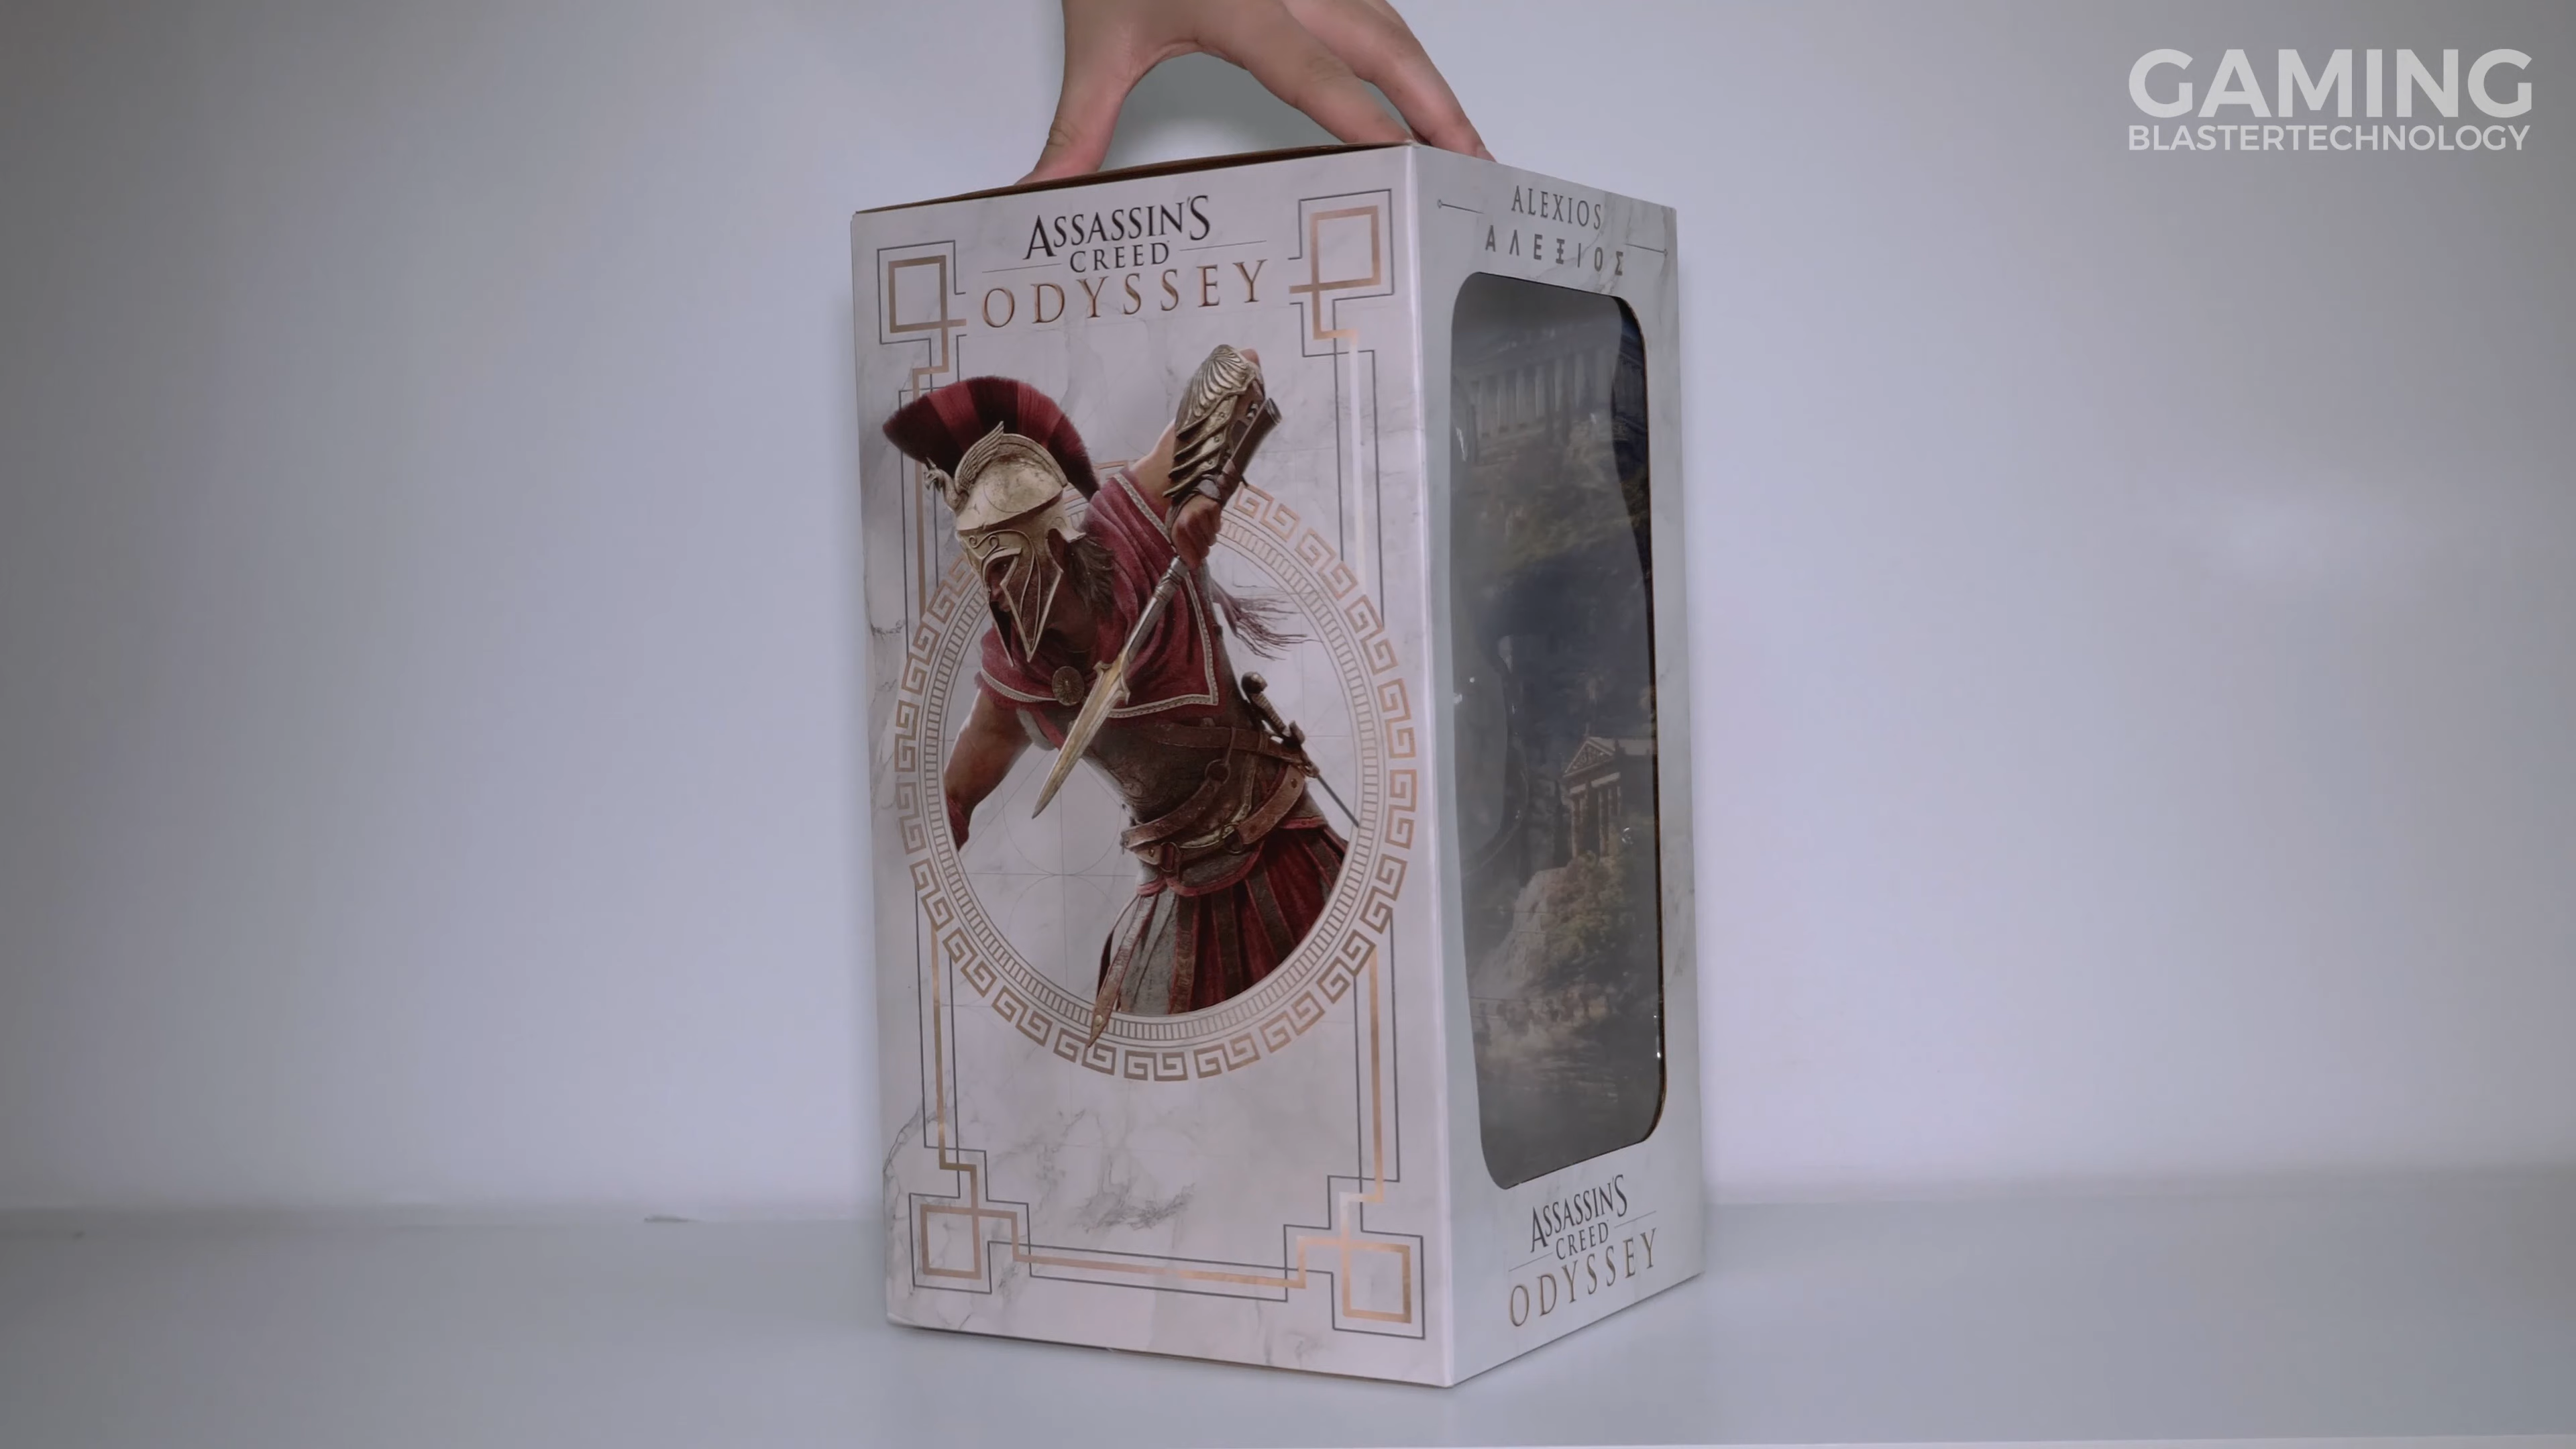 GAMING
BLASTERTECHNOLOGY
ASSASSIN'S
CREED
ODYSSEY
ALEXIOS
ΑΛΕΞΙΟΣ
ASSASSIN'S
CREED
ODYSSEY